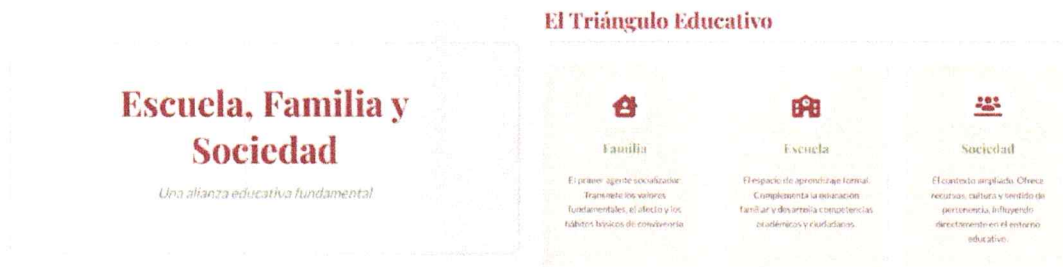 Escuela, Familia y
Sociedad
Una alianza educativa fundamental
El Triángulo Educativo
Familia
El primer agente socializador.
Transmite los valores
fundamentales, el afecto y los
hábitos básicos de convivencia
Escuela
El espacio de aprendizaje formal.
Complementa la educación
familiar y desarrolla competencias
académicas y ciudadanas.
Sociedad
El contexto ampliado. Ofrece
recursos, cultura y sentido de
pertenencia, influyendo
directamente en el entorno
educativo.